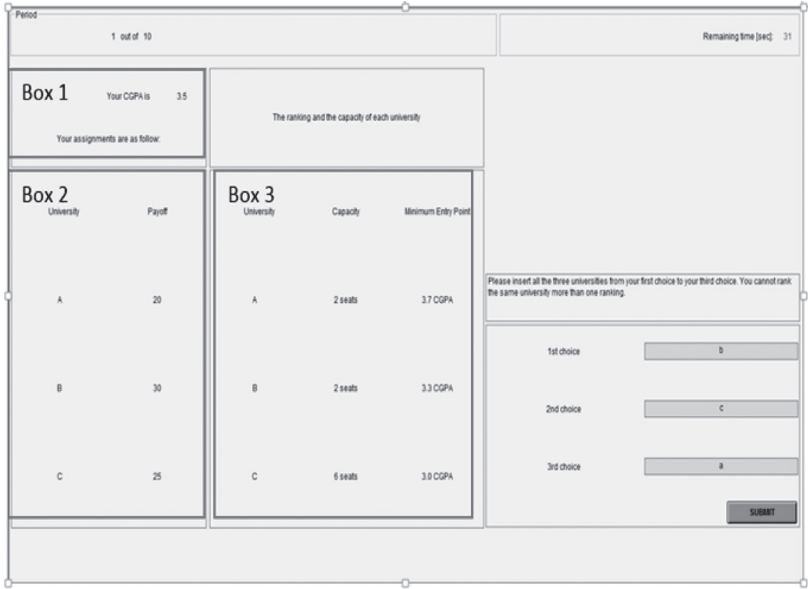 Period
1 out of 10
Remaining time [sec]: 31
Box 1
Your CGPA is 3.5
Your assignments are as follow:
The ranking and the capacity of each university
Box 2
University Payoff
A 20
B 30
C 25
Box 3
University Capacity Minimum Entry Point
A 2 seats 3.7 CGPA
B 2 seats 3.3 CGPA
C 6 seats 3.0 CGPA
Please insert all the three universities from your first choice to your third choice. You cannot rank
the same university more than one ranking.
1st choice b
2nd choice c
3rd choice a
SUBMIT